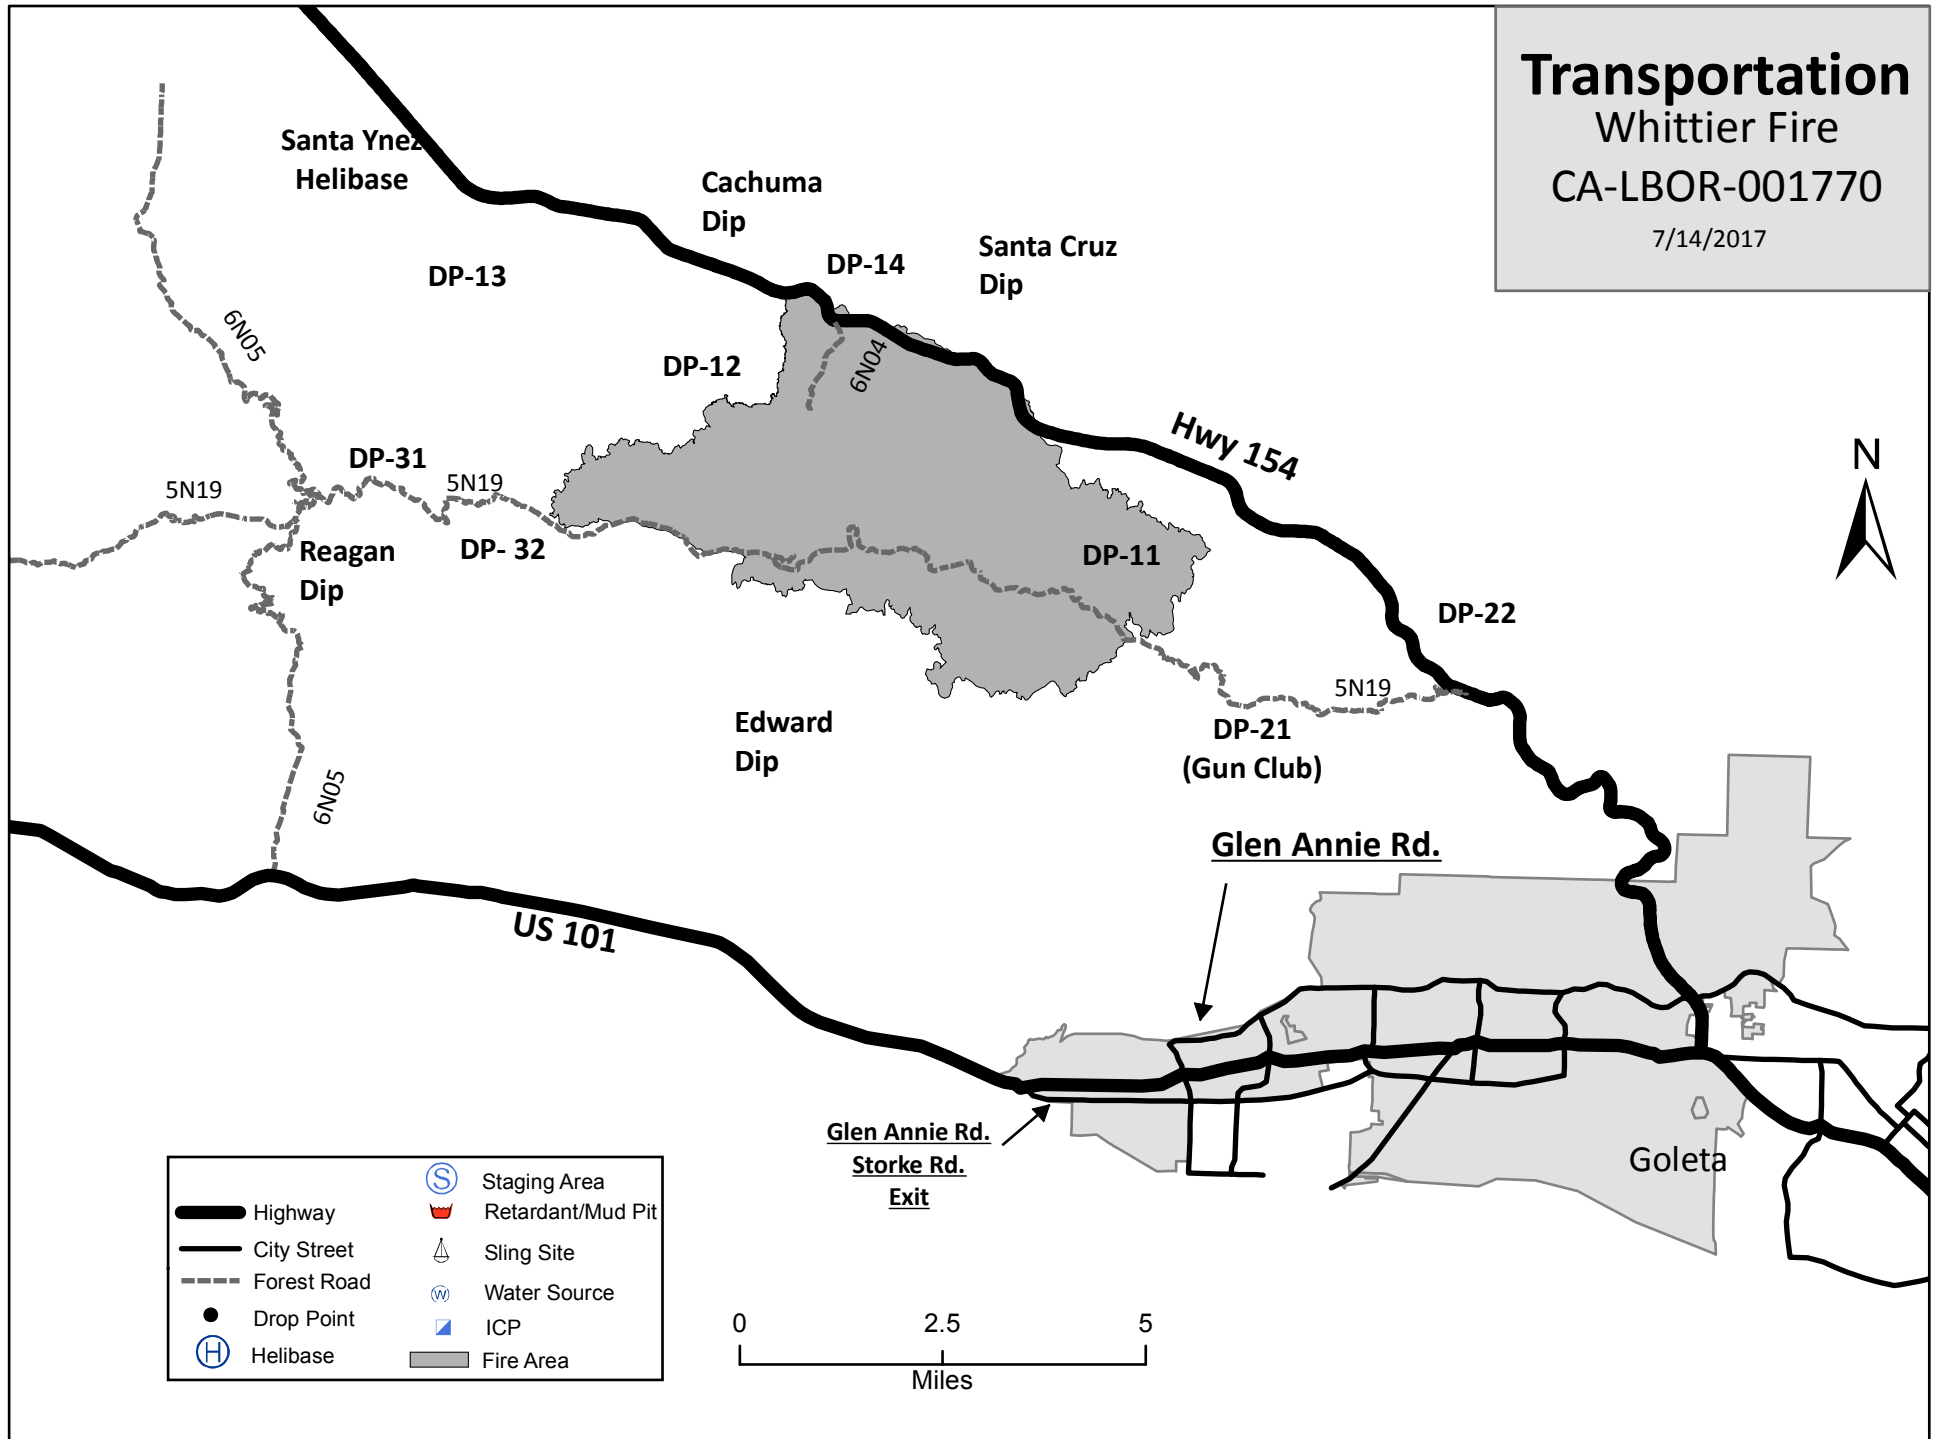 Transportation
Whittier Fire
CA-LBOR-001770
7/14/2017
Santa Ynez
Helibase
Cachuma
Dip
DP-14
Santa Cruz
Dip
DP-13
6N05
DP-12
6N04
Hwy 154
N
DP-31
5N19
5N19
Reagan
Dip
DP- 32
DP-11
DP-22
5N19
Edward
Dip
DP-21
(Gun Club)
6N05
Glen Annie Rd.
US 101
Glen Annie Rd.
Storke Rd.
Exit
Goleta
Highway
City Street
Forest Road
Drop Point
H Helibase
S Staging Area
Retardant/Mud Pit
Sling Site
W Water Source
ICP
Fire Area
0 2.5 5
Miles